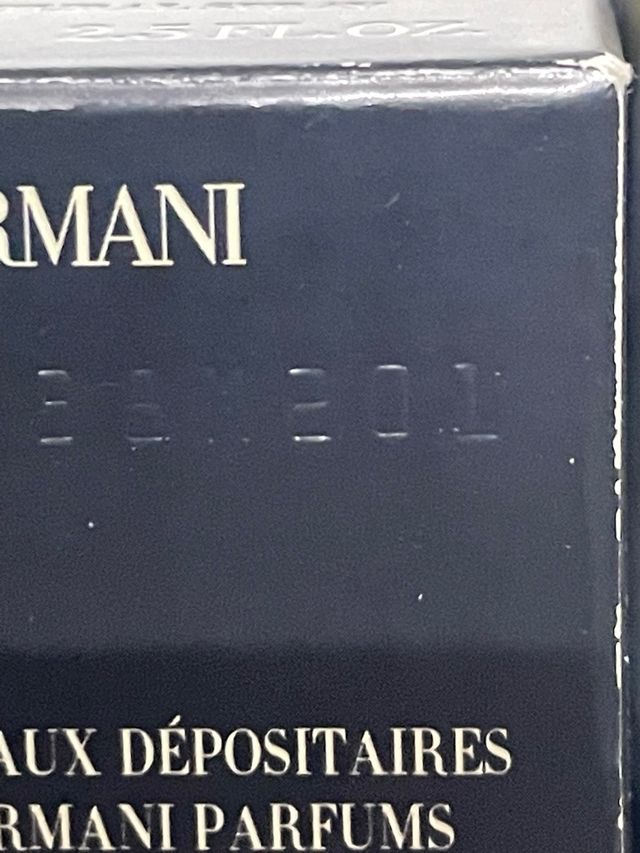 2.5 FL.OZ.
RMANI
AUX DÉPOSITAIRES
RMANI PARFUMS